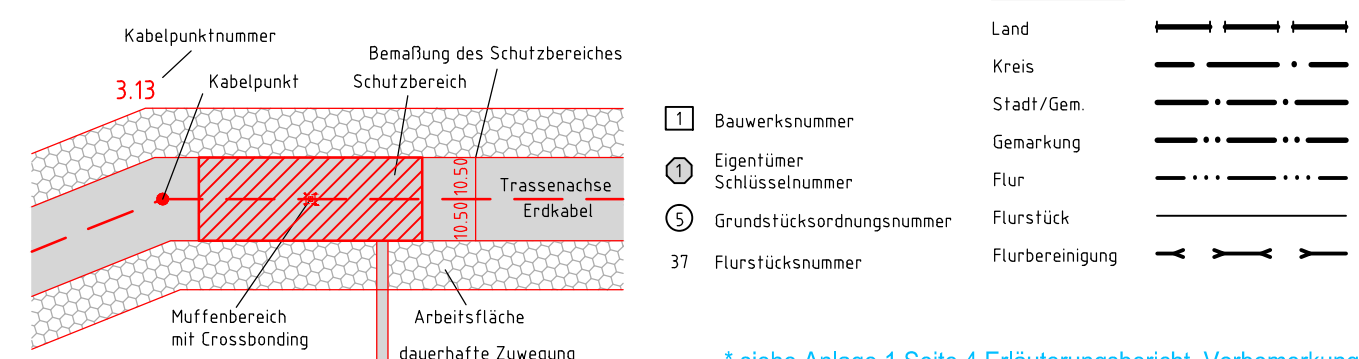 Kabelpunktnummer
Bemaßung des Schutzbereiches
Kabelpunkt
Schutzbereich
3.13
10.50 10.50
Trassenachse
Erdkabel
Muffenbereich
mit Crossbonding
Arbeitsfläche
dauerhafte Zuwegung
1 Bauwerksnummer
1 Eigentümer
Schlüsselnummer
5 Grundstücksordnungsnummer
37 Flurstücksnummer
Land
Kreis
Stadt/Gem.
Gemarkung
Flur
Flurstück
Flurbereinigung
* siehe Anlage 1 Seite 4 Erläuterungsbericht, Vorbemerkung